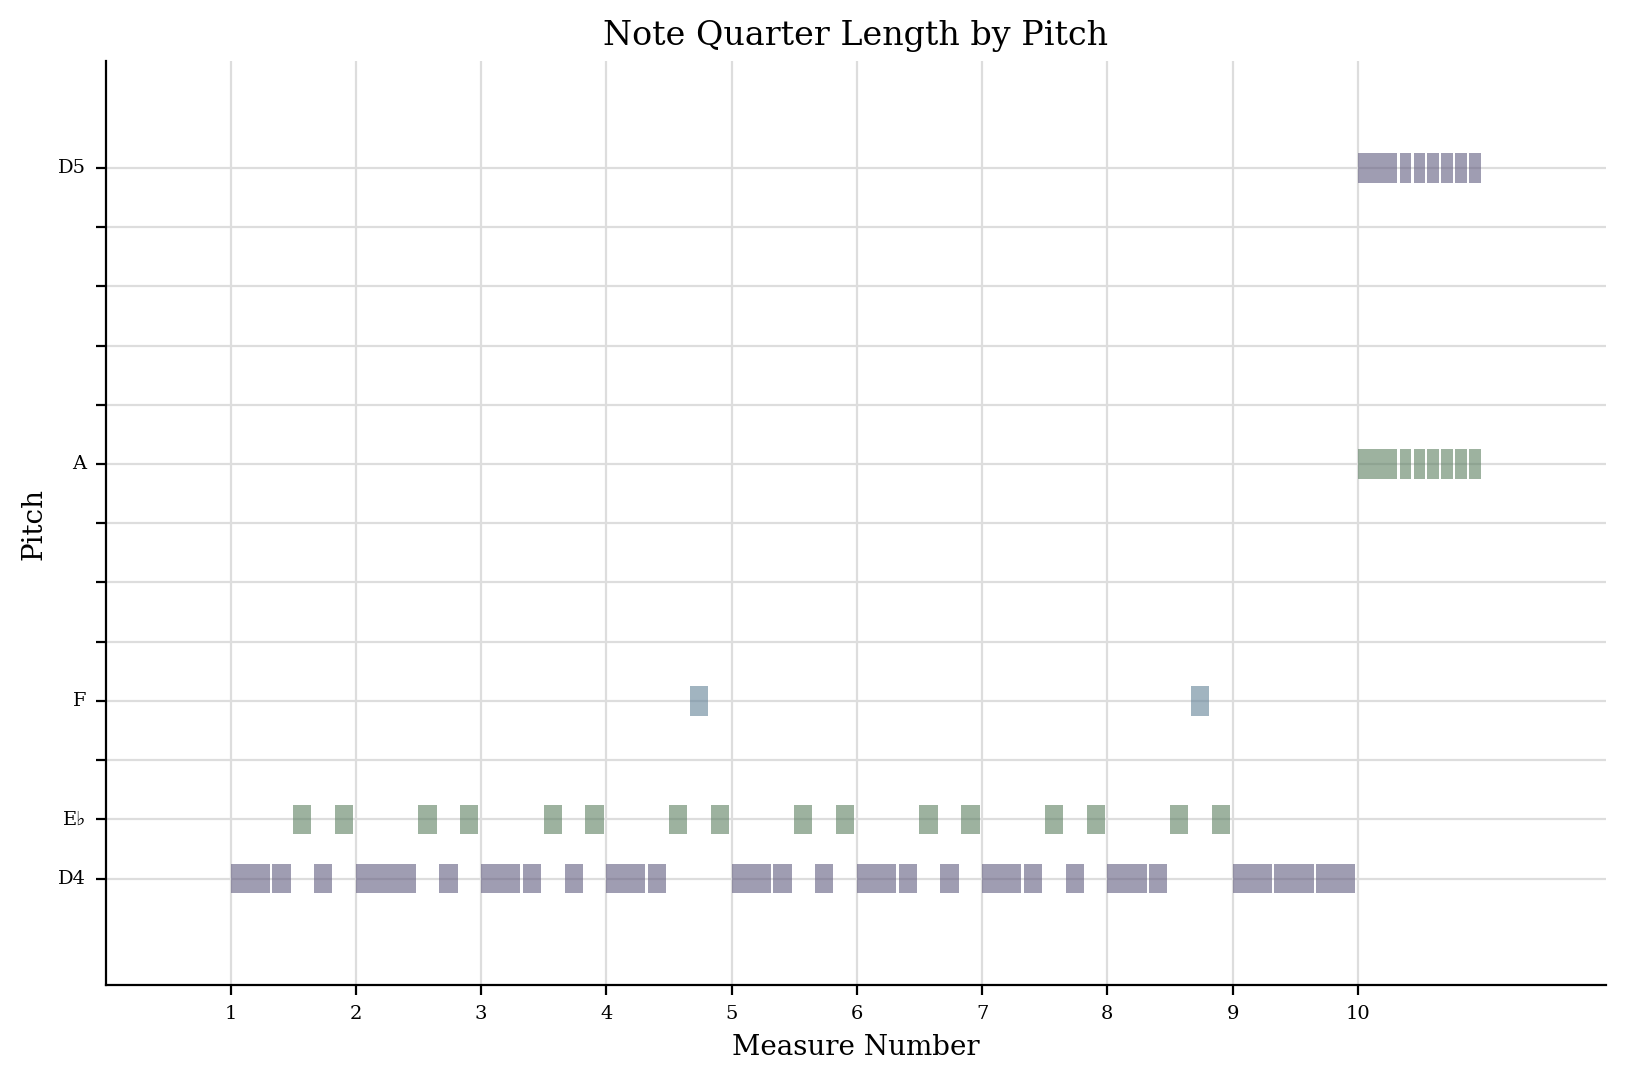 Note Quarter Length by Pitch
D5
A
F
E♭
D4
Pitch
1 2 3 4 5 6 7 8 9 10
Measure Number